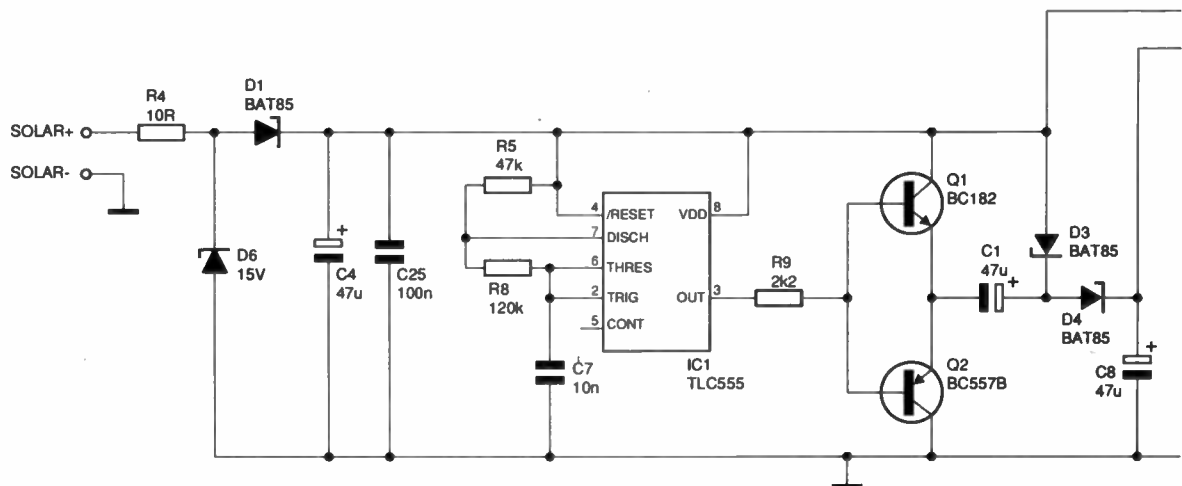 SOLAR+
SOLAR-
R4
10R
D1
BAT85
D6
15V
+
C4
47u
C25
100n
R5
47k
R8
120k
C7
10n
4
/RESET
VDD
8
7
DISCH
6
THRES
2
TRIG
OUT
3
5
CONT
IC1
TLC555
R9
2k2
Q1
BC182
Q2
BC557B
C1
47u
+
D3
BAT85
D4
BAT85
+
C8
47u